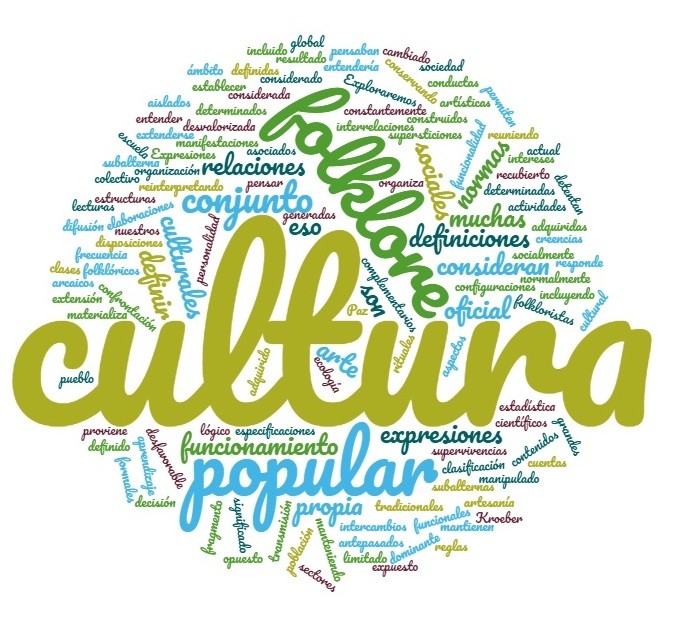 global
incluido
pensaban
cambiado
resultado
entendería
sociedad
ámbito
definidas
considerado
conservando
conductas
establecer
Exploraremos
permiten
aislados
considerada
artísticas
determinados
constantemente
construidos
entender
desvalorizada
interrelaciones
supersticiones
reuniendo
extenderse
manifestaciones
funcionalidad
escuela
Expresiones
asociados
folklore
sociales
normas
actual
intereses
subalterna
organización
relaciones
recubierto
colectivo
reinterpretando
pensar
organiza
determinadas
detentan
estructuras
conjunto
actividades
lecturas
generadas
muchas
difusión
elaboraciones
culturales
personalidad
eso
adquiridas
nuestros
definiciones
creencias
disposiciones
socialmente
frecuencia
definir
complementarios
consideran
responde
clases
folklóricos
normalmente
arcaicos
confrontación
son
configuraciones
incluyendo
extensión
cultural
materializa
Paz
oficial
folkloristas
cultura
rituales
aspectos
arte
ecología
adquirido
pueblo
estadística
proviene
lógico
especificaciones
científicos
grandes
definido
desfavorable
funcionamiento
expresiones
supervivencias
contenidos
formales
aprendizaje
popular
clasificación
cuentas
manipulado
subalternas
decisión
propia
tradicionales
artesanía
fragmento
significado
transmisión
manteniendo
intercambios
funcionales
Kroeber
mantienen
población
antepasados
dominante
reglas
opuesto
limitado
expuesto
sectores